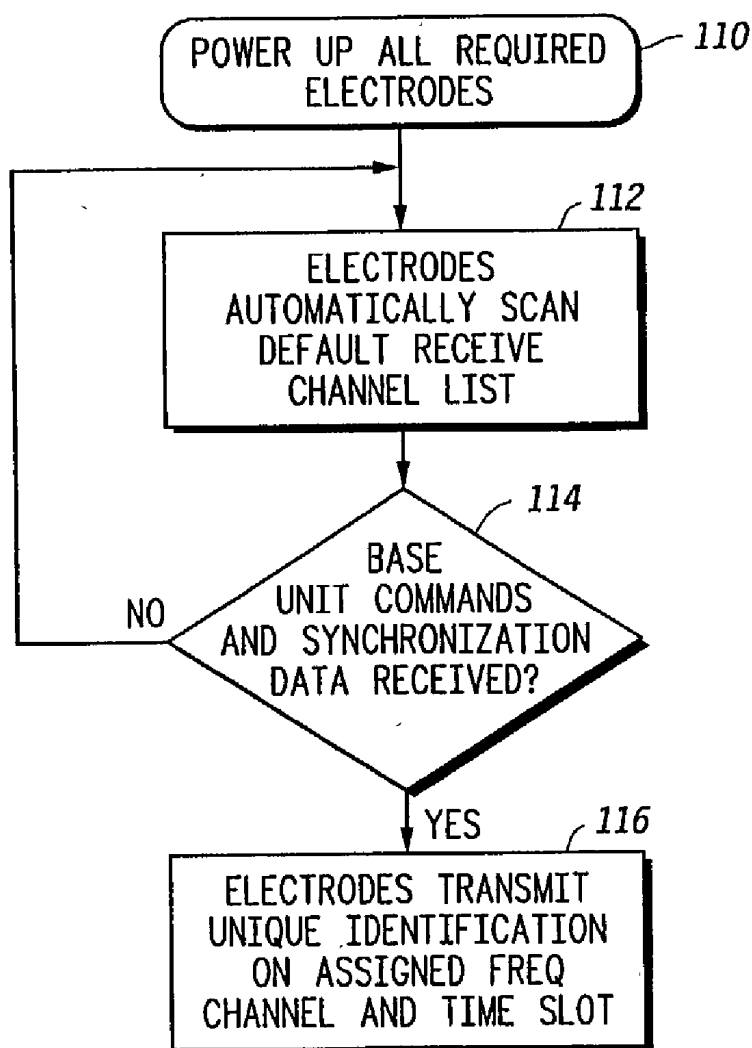 POWER UP ALL REQUIRED
ELECTRODES
110
112
ELECTRODES
AUTOMATICALLY SCAN
DEFAULT RECEIVE
CHANNEL LIST
114
BASE
UNIT COMMANDS
AND SYNCHRONIZATION
DATA RECEIVED?
NO
YES
116
ELECTRODES TRANSMIT
UNIQUE IDENTIFICATION
ON ASSIGNED FREQ
CHANNEL AND TIME SLOT